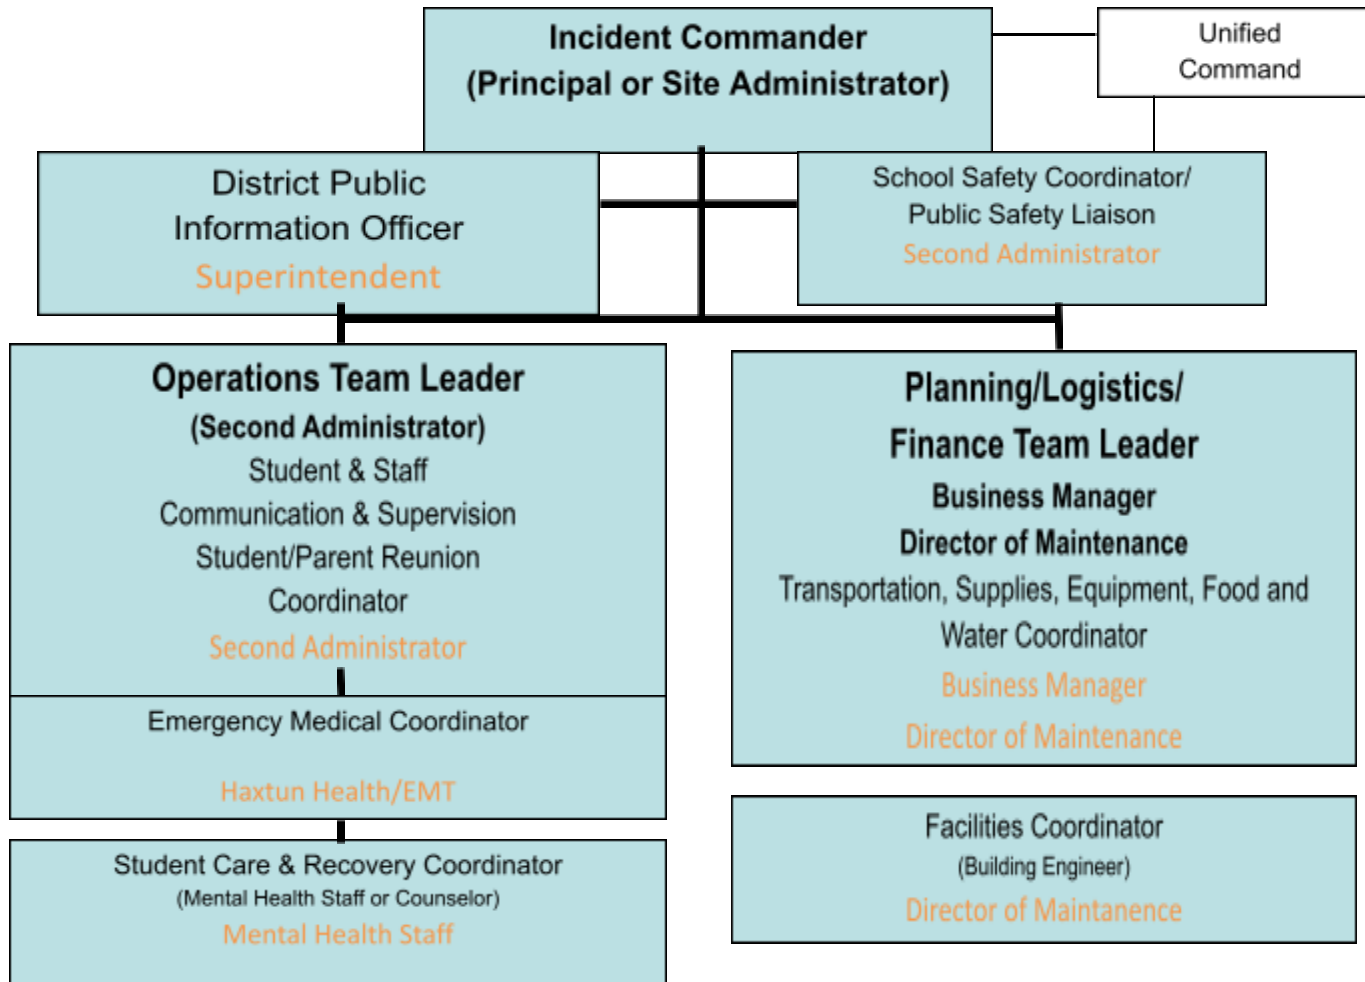 Incident Commander
(Principal or Site Administrator)
Unified
Command
District Public
Information Officer
Superintendent
School Safety Coordinator/
Public Safety Liaison
Second Administrator
Operations Team Leader
(Second Administrator)
Student & Staff
Communication & Supervision
Student/Parent Reunion
Coordinator
Second Administrator
Emergency Medical Coordinator
Haxtun Health/EMT
Student Care & Recovery Coordinator
(Mental Health Staff or Counselor)
Mental Health Staff
Planning/Logistics/
Finance Team Leader
Business Manager
Director of Maintenance
Transportation, Supplies, Equipment, Food and
Water Coordinator
Business Manager
Director of Maintenance
Facilities Coordinator
(Building Engineer)
Director of Maintanence